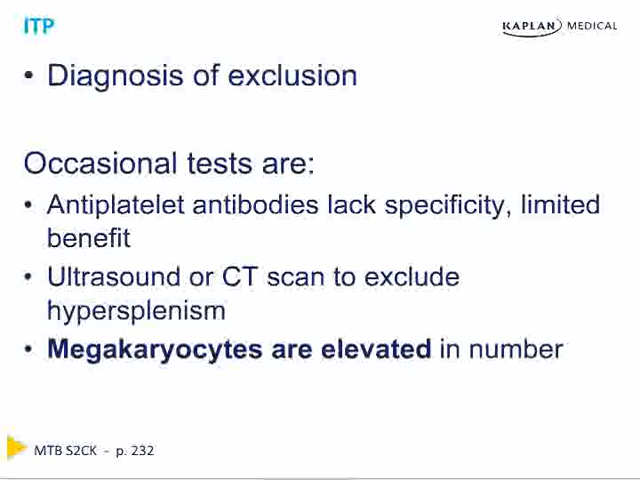 ITP
KAPLAN MEDICAL
• Diagnosis of exclusion
Occasional tests are:
• Antiplatelet antibodies lack specificity, limited
benefit
• Ultrasound or CT scan to exclude
hypersplenism
• Megakaryocytes are elevated in number
MTB S2CK - p. 232